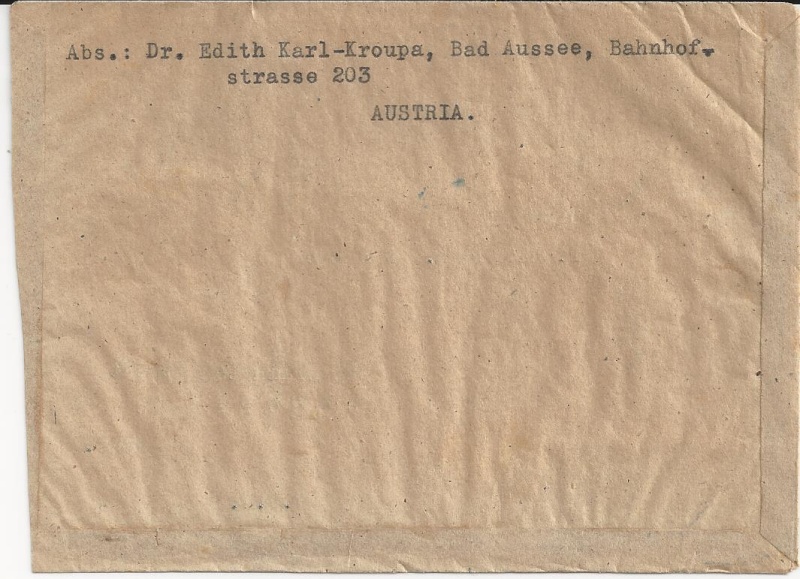 Abs.: Dr. Edith Karl-Kroupa, Bad Aussee, Bahnhof-
strasse 203
AUSTRIA.